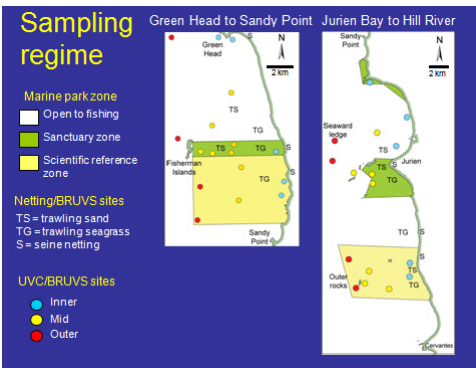 Sampling
regime
Marine park zone
Open to fishing
Sanctuary zone
Scientific reference
zone
Netting/BRUVS sites
TS = trawling sand
TG = trawling seagrass
S = seine netting
UVC/BRUVS sites
Inner
Mid
Outer
Green Head to Sandy Point
Green
Head
S
N
2 km
TS
TG
TS
TG
S
Fisherman
Islands
TG
S
TG
S
Sandy
Point
Jurien Bay to Hill River
Sandy
Point
S
N
2 km
Seaward
ledge
TS
Jurien
S
TG
TG
S
S
TS
TG
Outer
rocks
Cervantes